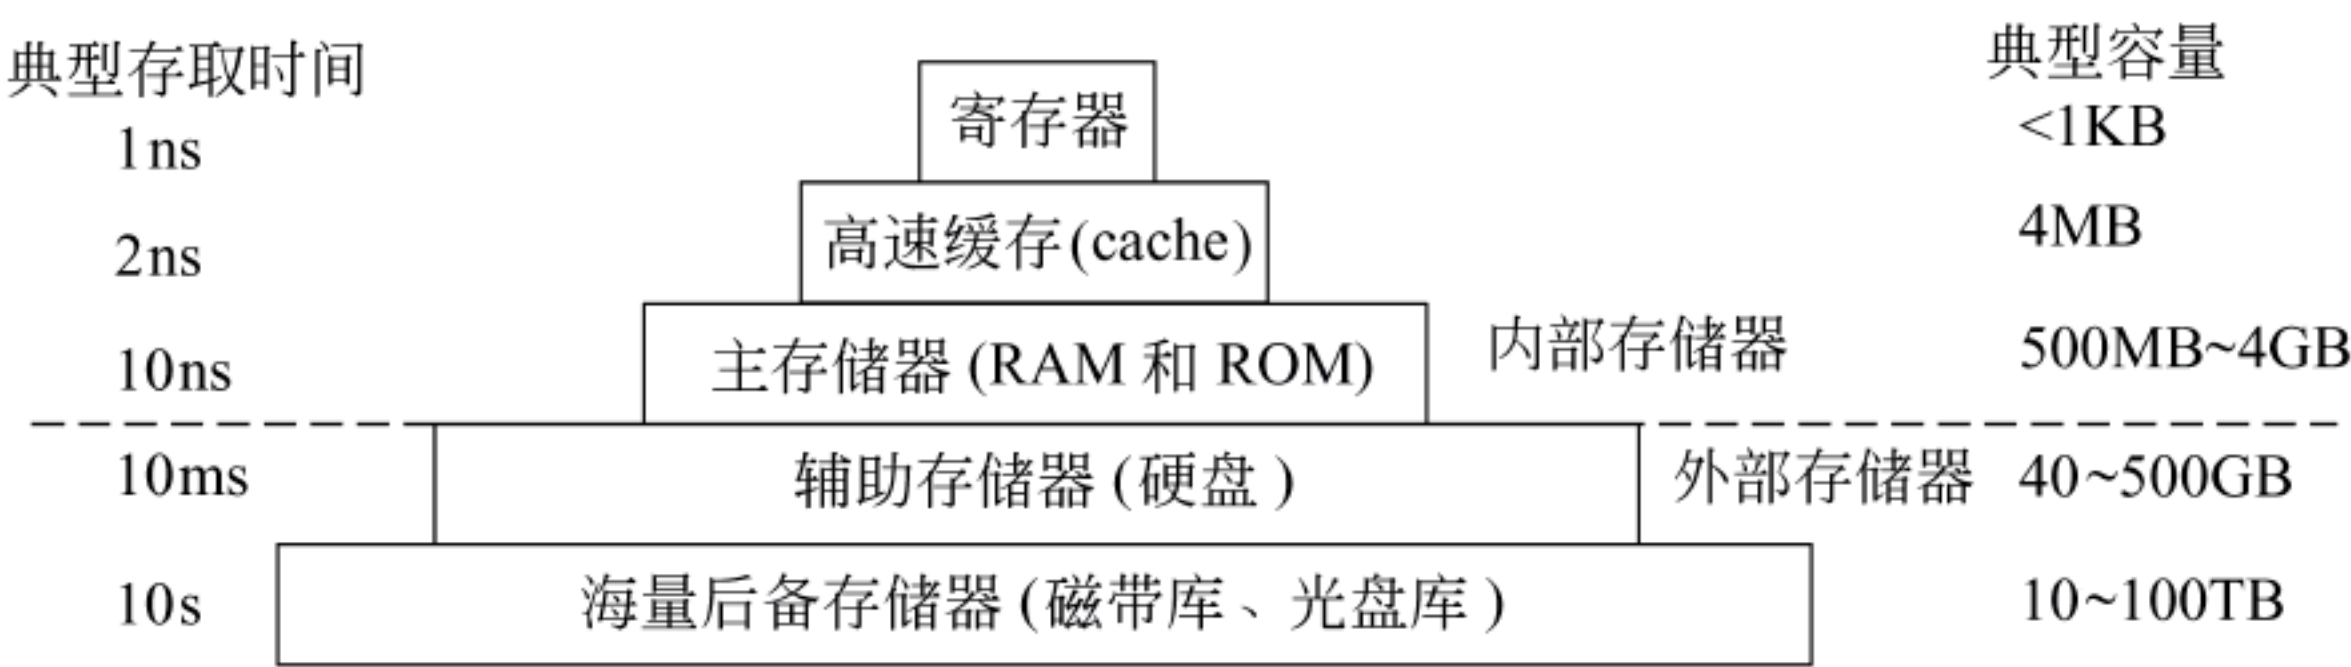 典型存取时间 典型容量
1ns 寄存器 <1KB
2ns 高速缓存(cache) 4MB
10ns 主存储器 (RAM 和 ROM) 内部存储器 500MB~4GB
10ms 辅助存储器 (硬盘 ) 外部存储器 40~500GB
10s 海量后备存储器 (磁带库、光盘库 ) 10~100TB